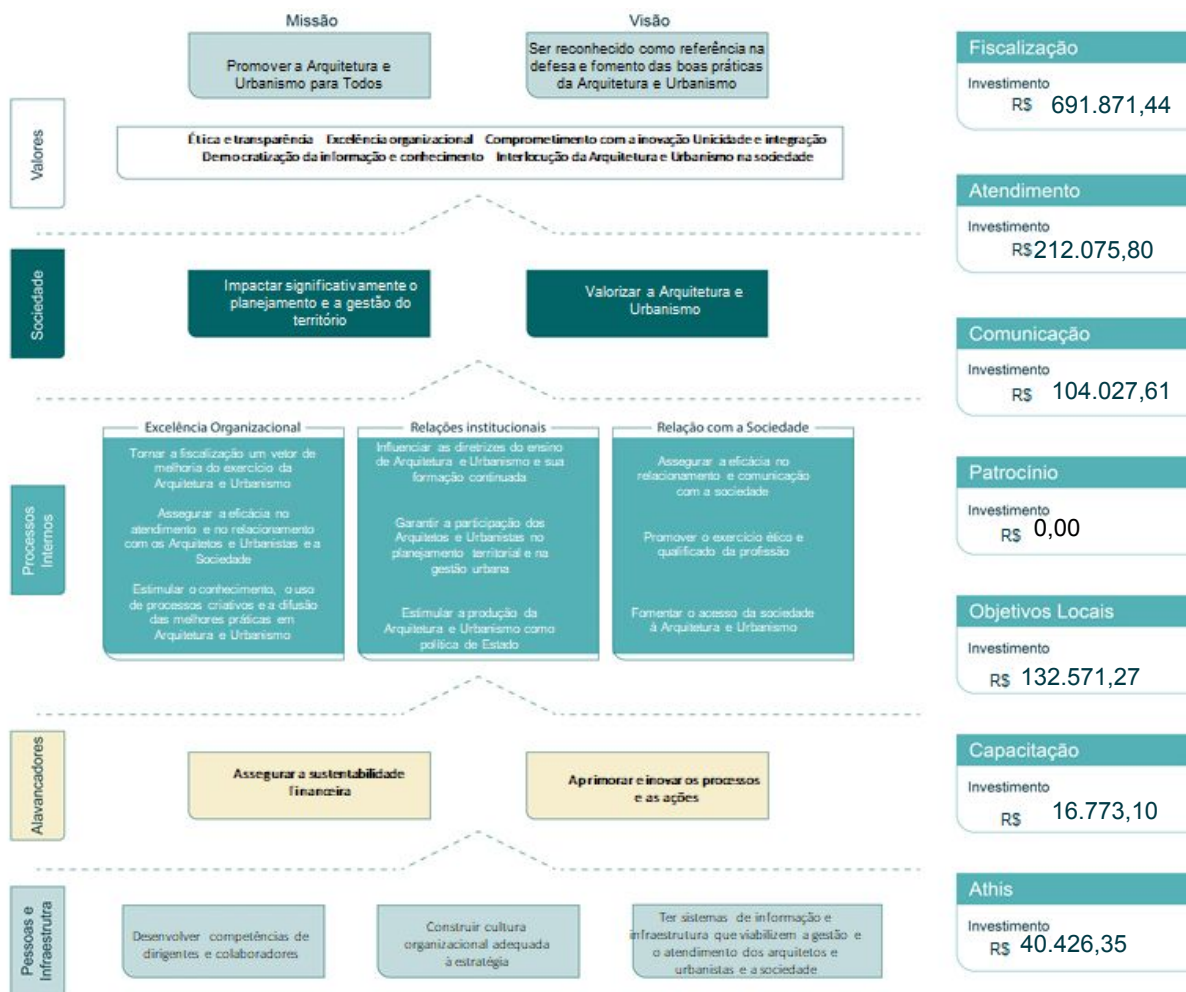 Missão
Promover a Arquitetura e
Urbanismo para Todos
Visão
Ser reconhecido como referência na
defesa e fomento das boas práticas
da Arquitetura e Urbanismo
Valores
Ética e transparência Excelência organizacional Comprometimento com a inovação Unicidade e integração
Democratização da informação e conhecimento Interlocução da Arquitetura e Urbanismo na sociedade
Sociedade
Impactar significativamente o
planejamento e a gestão do
território
Valorizar a Arquitetura e
Urbanismo
Processos
Internos
Excelência Organizacional
Tornar a fiscalização um vetor de
melhoria do exercício da
Arquitetura e Urbanismo
Assegurar a eficácia no
atendimento e no relacionamento
com os Arquitetos e Urbanistas e a
Sociedade
Estimular o conhecimento, o uso
de processos criativos e a difusão
das melhores práticas em
Arquitetura e Urbanismo
Relações institucionais
Influenciar as diretrizes do ensino
de Arquitetura e Urbanismo e sua
formação continuada
Garantir a participação dos
Arquitetos e Urbanistas no
planejamento territorial e na
gestão urbana
Estimular a produção da
Arquitetura e Urbanismo como
política de Estado
Relação com a Sociedade
Assegurar a eficácia no
relacionamento e comunicação
com a sociedade
Promover o exercício ético e
qualificado da profissão
Fomentar o acesso da sociedade
à Arquitetura e Urbanismo
Alavancadores
Assegurar a sustentabilidade
financeira
Aprimorar e inovar os processos
e as ações
Pessoas e
Infraestrutra
Desenvolver competências de
dirigentes e colaboradores
Construir cultura
organizacional adequada
à estratégia
Ter sistemas de informação e
infraestrutura que viabilizem a gestão e
o atendimento dos arquitetos e
urbanistas e a sociedade
Fiscalização
Investimento
R$ 691.871,44
Atendimento
Investimento
R$ 212.075,80
Comunicação
Investimento
R$ 104.027,61
Patrocínio
Investimento
R$ 0,00
Objetivos Locais
Investimento
R$ 132.571,27
Capacitação
Investimento
R$ 16.773,10
Athis
Investimento
R$ 40.426,35